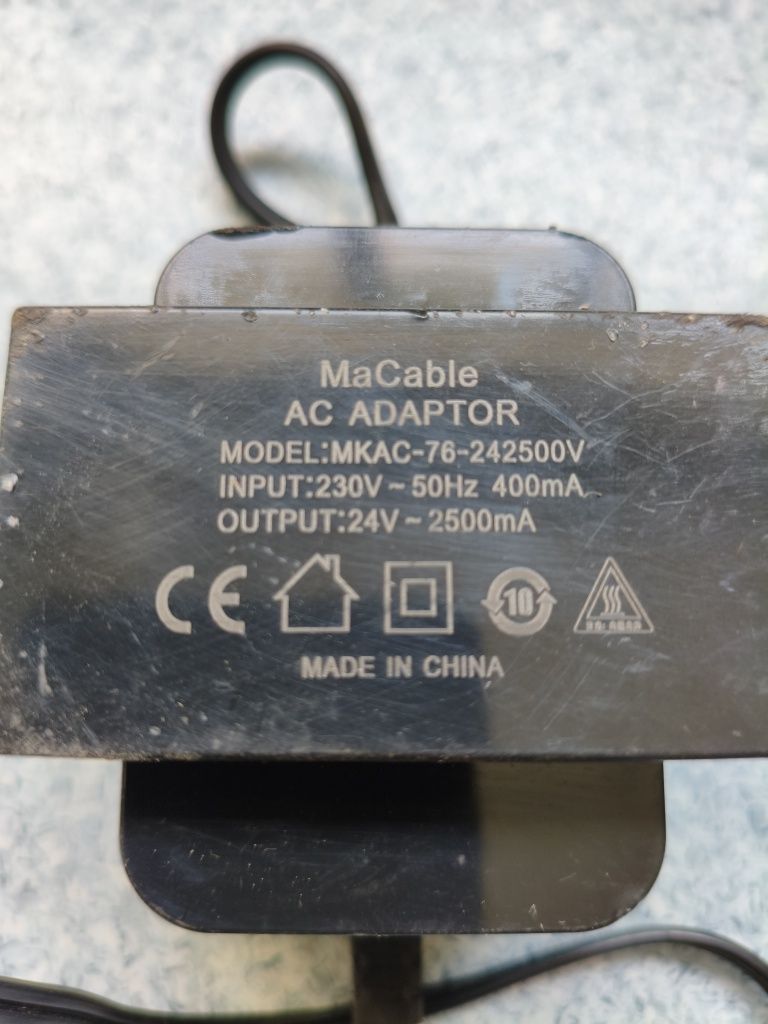 MaCable
AC ADAPTOR
MODEL:MKAC-76-242500V
INPUT:230V~50Hz 400mA
OUTPUT:24V~2500mA
CE
10
MADE IN CHINA